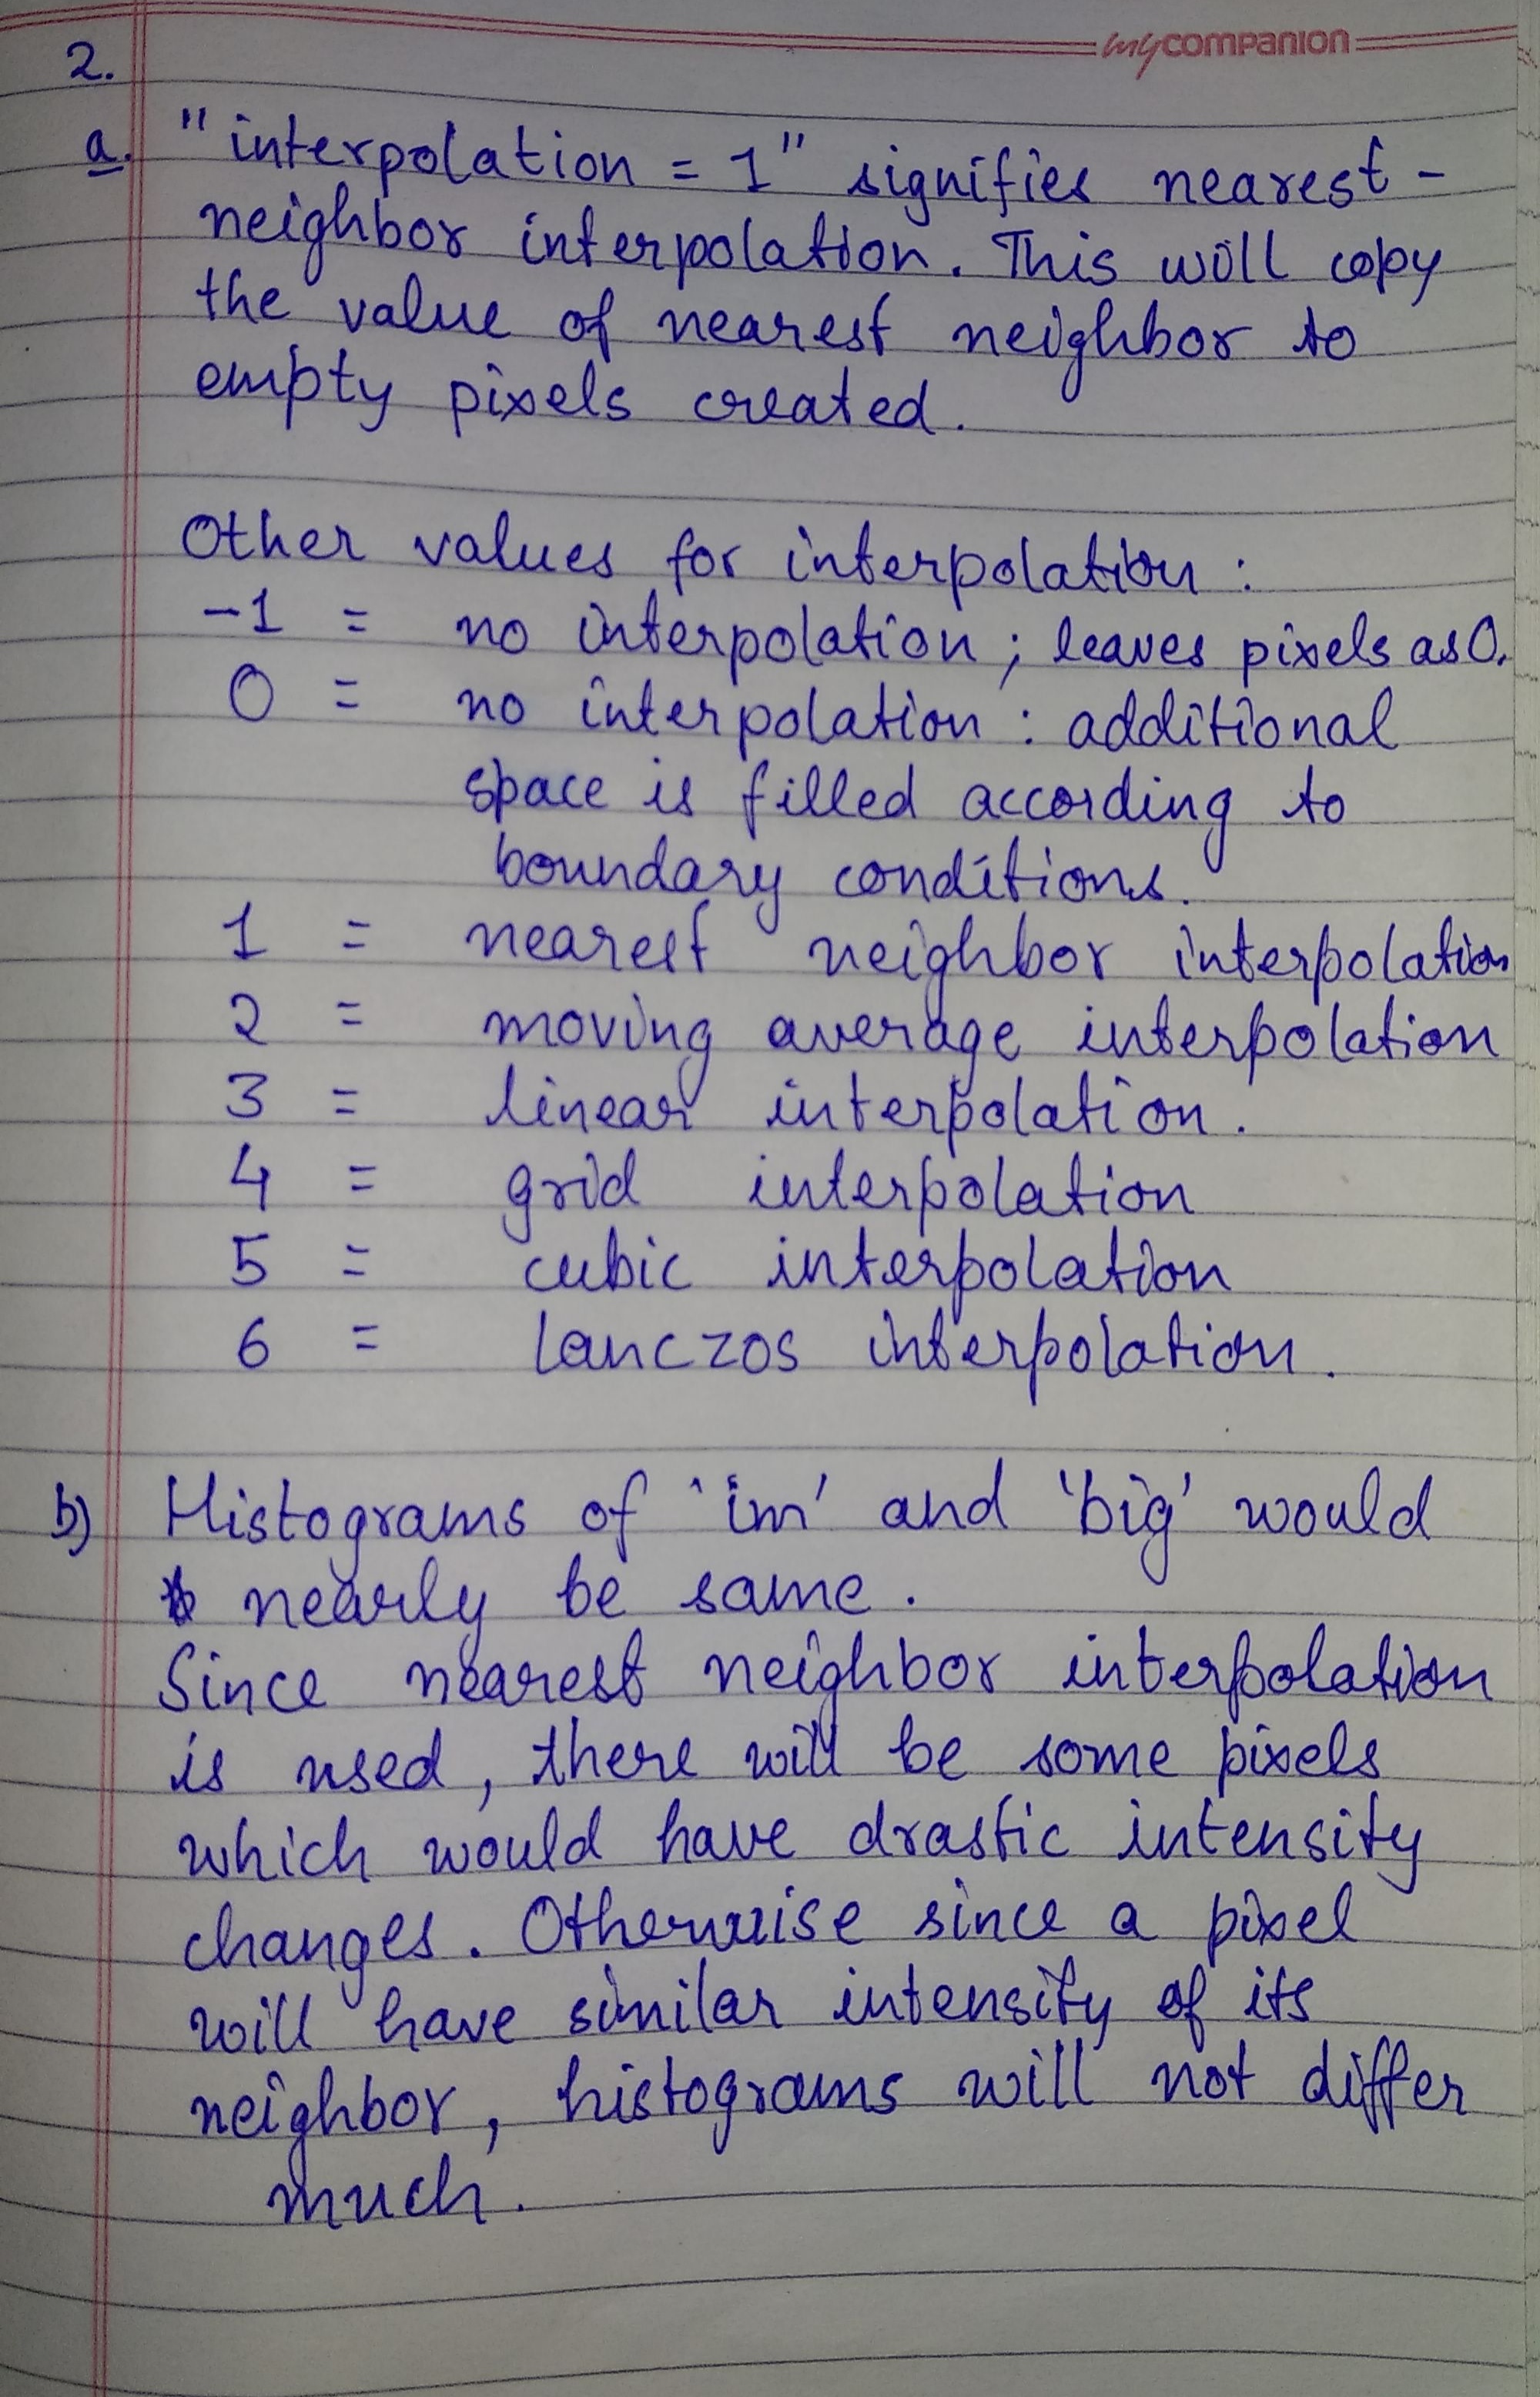 mycompanion
2.
a. "interpolation = 1" signifies nearest -
neighbor interpolation. This will copy
the value of nearest neighbor to
empty pixels created.
Other values for interpolation :
-1 = no interpolation ; leaves pixels as 0.
0 = no interpolation : additional
space is filled according to
boundary conditions.
1 = nearest neighbor interpolation
2 = moving average interpolation
3 = linear interpolation.
4 = grid interpolation
5 = cubic interpolation
6 = lanczos interpolation.
b) Histograms of 'im' and 'big' would
nearly be same.
Since nearest neighbor interpolation
is used, there will be some pixels
which would have drastic intensity
changes. Otherwise since a pixel
will have similar intensity of its
neighbor, histograms will not differ
much.